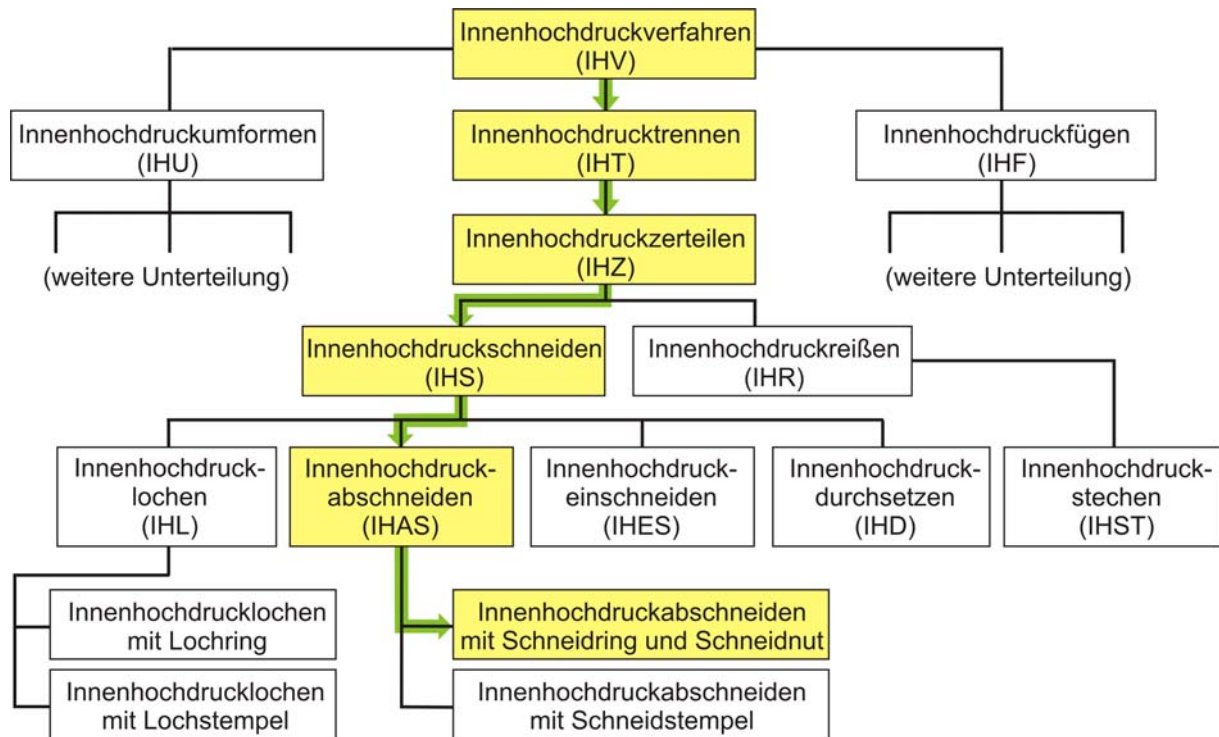 Innenhochdruckverfahren
(IHV)
Innenhochdruckumformen
(IHU)
Innenhochdrucktrennen
(IHT)
Innenhochdruckfügen
(IHF)
Innenhochdruckzerteilen
(IHZ)
(weitere Unterteilung)
(weitere Unterteilung)
Innenhochdruckschneiden
(IHS)
Innenhochdruckreißen
(IHR)
Innenhochdruck-
lochen
(IHL)
Innenhochdruck-
abschneiden
(IHAS)
Innenhochdruck-
einschneiden
(IHES)
Innenhochdruck-
durchsetzen
(IHD)
Innenhochdruck-
stechen
(IHST)
Innenhochdrucklochen
mit Lochring
Innenhochdruckabschneiden
mit Schneidring und Schneidnut
Innenhochdrucklochen
mit Lochstempel
Innenhochdruckabschneiden
mit Schneidstempel